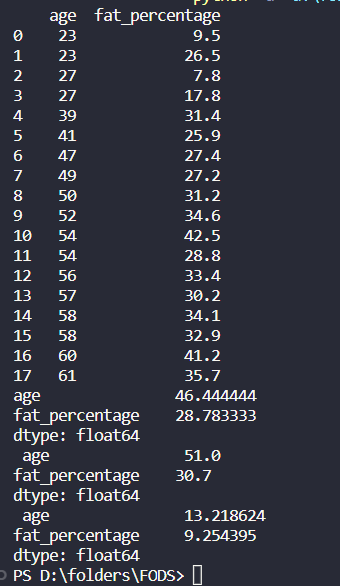 age  fat_percentage
0   23             9.5
1   23            26.5
2   27             7.8
3   27            17.8
4   39            31.4
5   41            25.9
6   47            27.4
7   49            27.2
8   50            31.2
9   52            34.6
10  54            42.5
11  54            28.8
12  56            33.4
13  57            30.2
14  58            34.1
15  58            32.9
16  60            41.2
17  61            35.7
age               46.444444
fat_percentage    28.783333
dtype: float64
 age               51.0
fat_percentage    30.7
dtype: float64
 age               13.218624
fat_percentage     9.254395
dtype: float64
PS D:\folders\FODS>